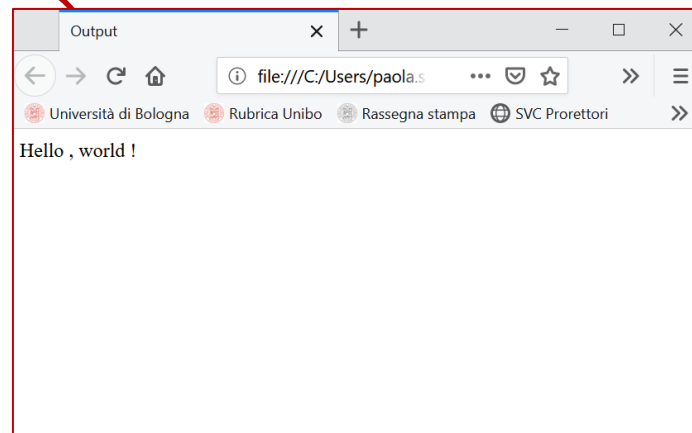 Output
file:///C:/Users/paola.s
Università di Bologna Rubrica Unibo Rassegna stampa SVC Prorettori
Hello , world !